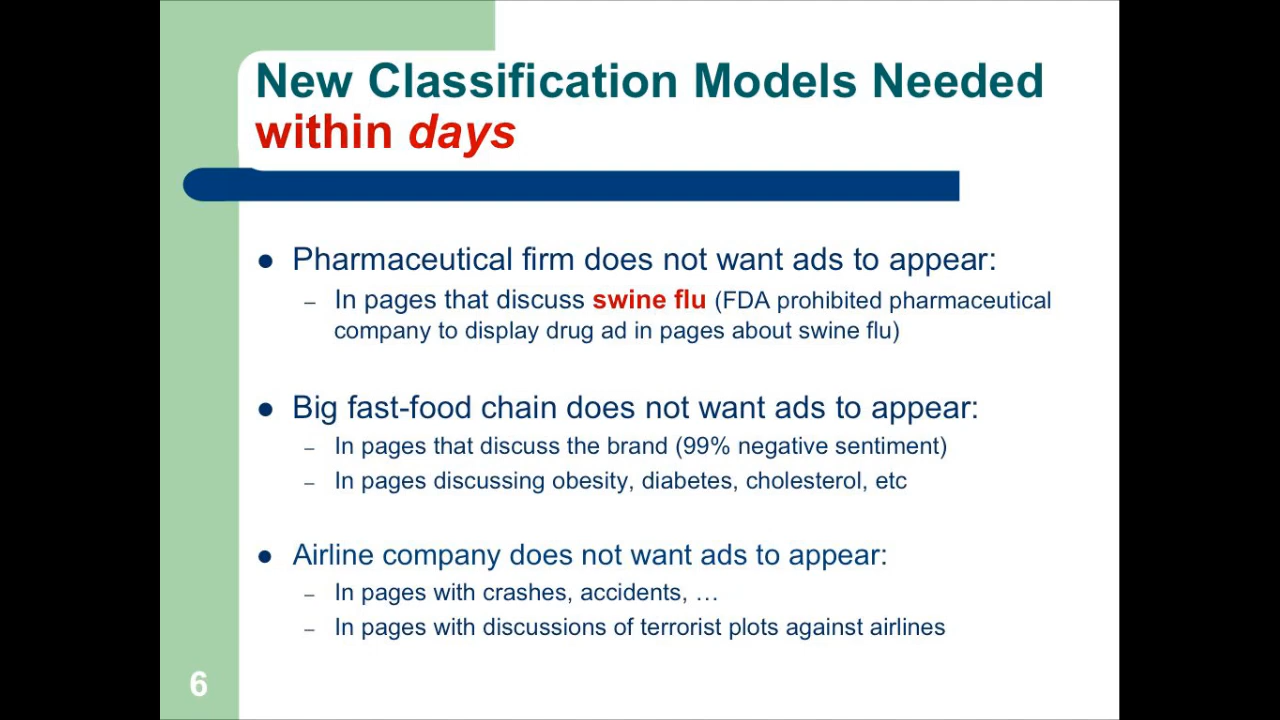 New Classification Models Needed
within days
● Pharmaceutical firm does not want ads to appear:
– In pages that discuss swine flu (FDA prohibited pharmaceutical
company to display drug ad in pages about swine flu)
● Big fast-food chain does not want ads to appear:
– In pages that discuss the brand (99% negative sentiment)
– In pages discussing obesity, diabetes, cholesterol, etc
● Airline company does not want ads to appear:
– In pages with crashes, accidents, …
– In pages with discussions of terrorist plots against airlines
6